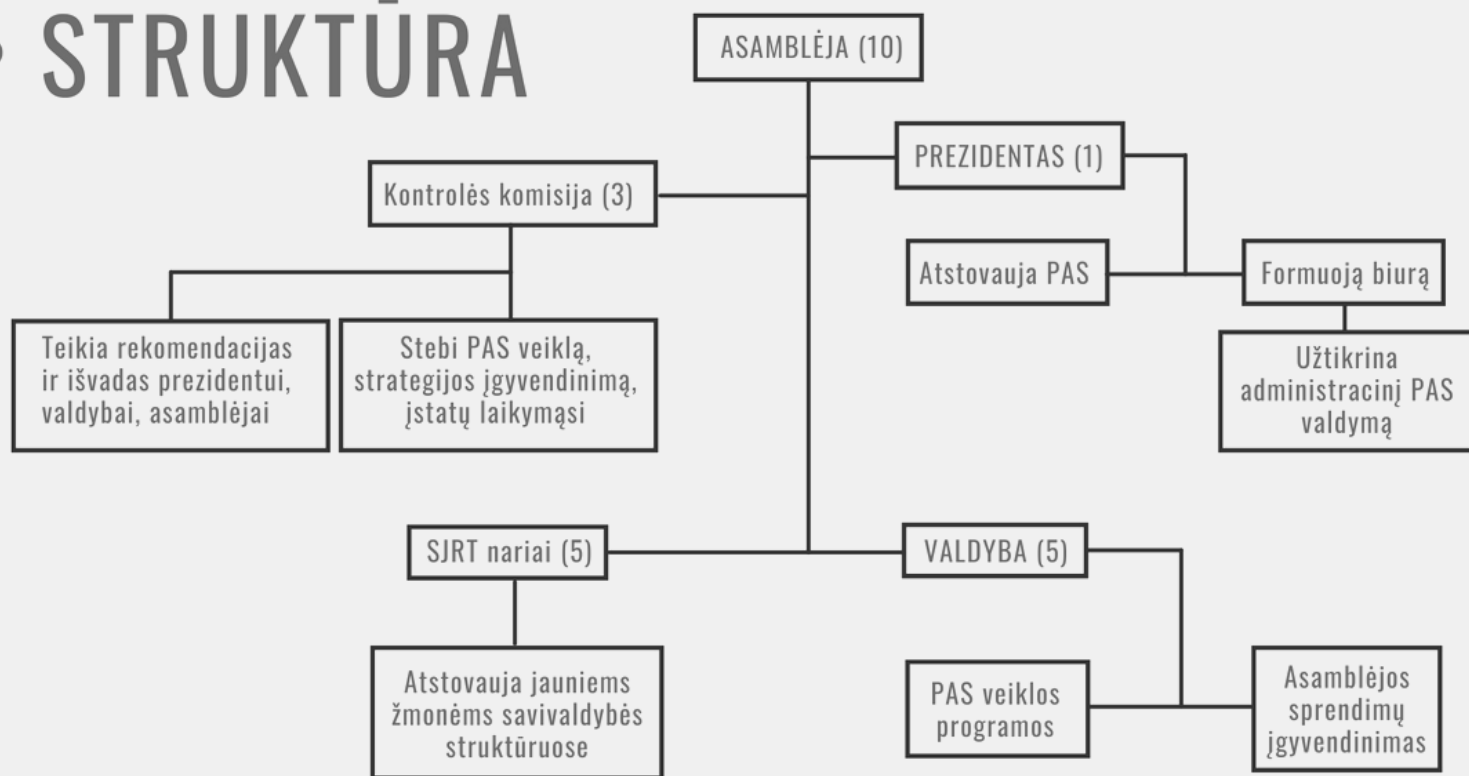 STRUKTŪRA
ASAMBLĖJA (10)
PREZIDENTAS (1)
Kontrolės komisija (3)
Atstovauja PAS
Formuoją biurą
Teikia rekomendacijas
ir išvadas prezidentui,
valdybai, asamblėjai
Stebi PAS veiklą,
strategijos įgyvendinimą,
įstatų laikymąsi
Užtikrina
administracinį PAS
valdymą
SJRT nariai (5)
VALDYBA (5)
Atstovauja jauniems
žmonėms savivaldybės
struktūruose
PAS veiklos
programos
Asamblėjos
sprendimų
įgyvendinimas